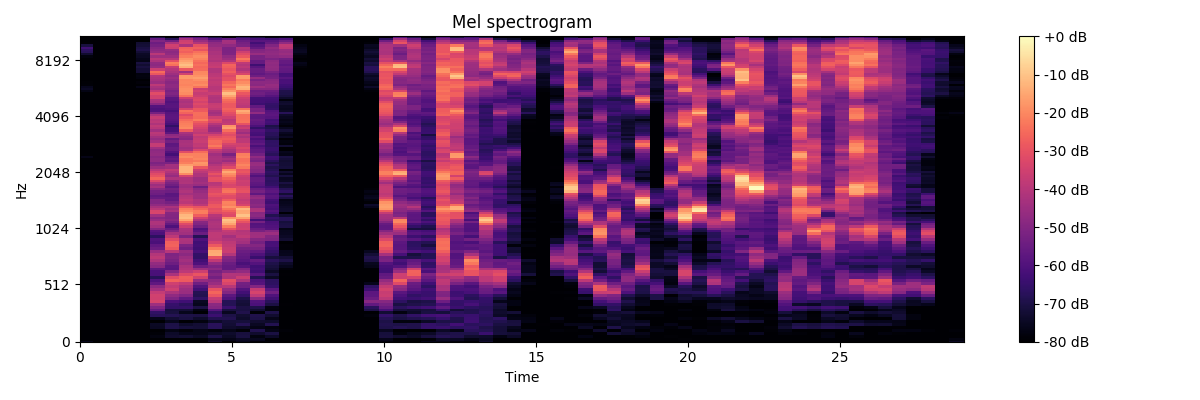 Mel spectrogram
8192
4096
2048
1024
512
0
Hz
0 5 10 15 20 25
Time
+0 dB
-10 dB
-20 dB
-30 dB
-40 dB
-50 dB
-60 dB
-70 dB
-80 dB